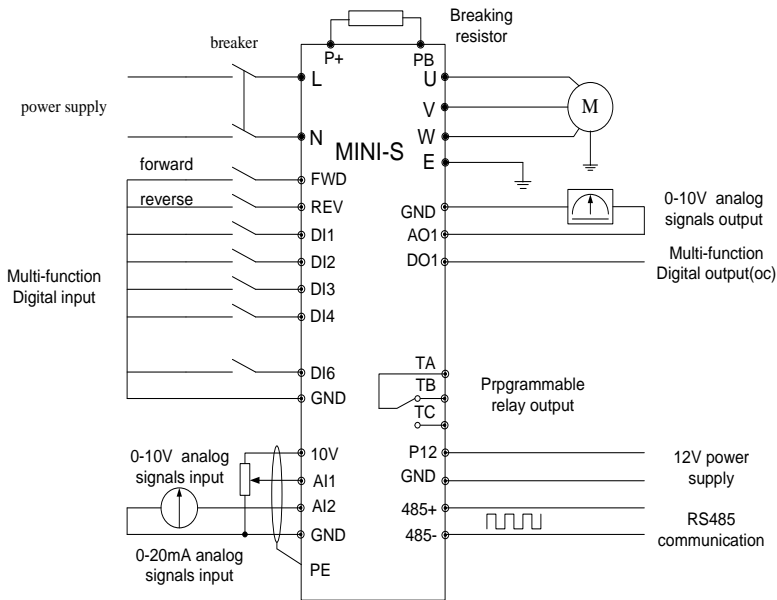 Breaking
resistor
breaker
P+
PB
L
U
power supply
V
M
N
W
MINI-S
E
forward
FWD
reverse
REV
GND
0-10V analog
signals output
DI1
AO1
DI2
DO1
Multi-function
Digital output(oc)
Multi-function
Digital input
DI3
DI4
DI6
TA
TB
Prpgrammable
relay output
GND
TC
10V
P12
0-10V analog
signals input
12V power
supply
AI1
GND
AI2
485+
RS485
communication
GND
485-
0-20mA analog
signals input
PE